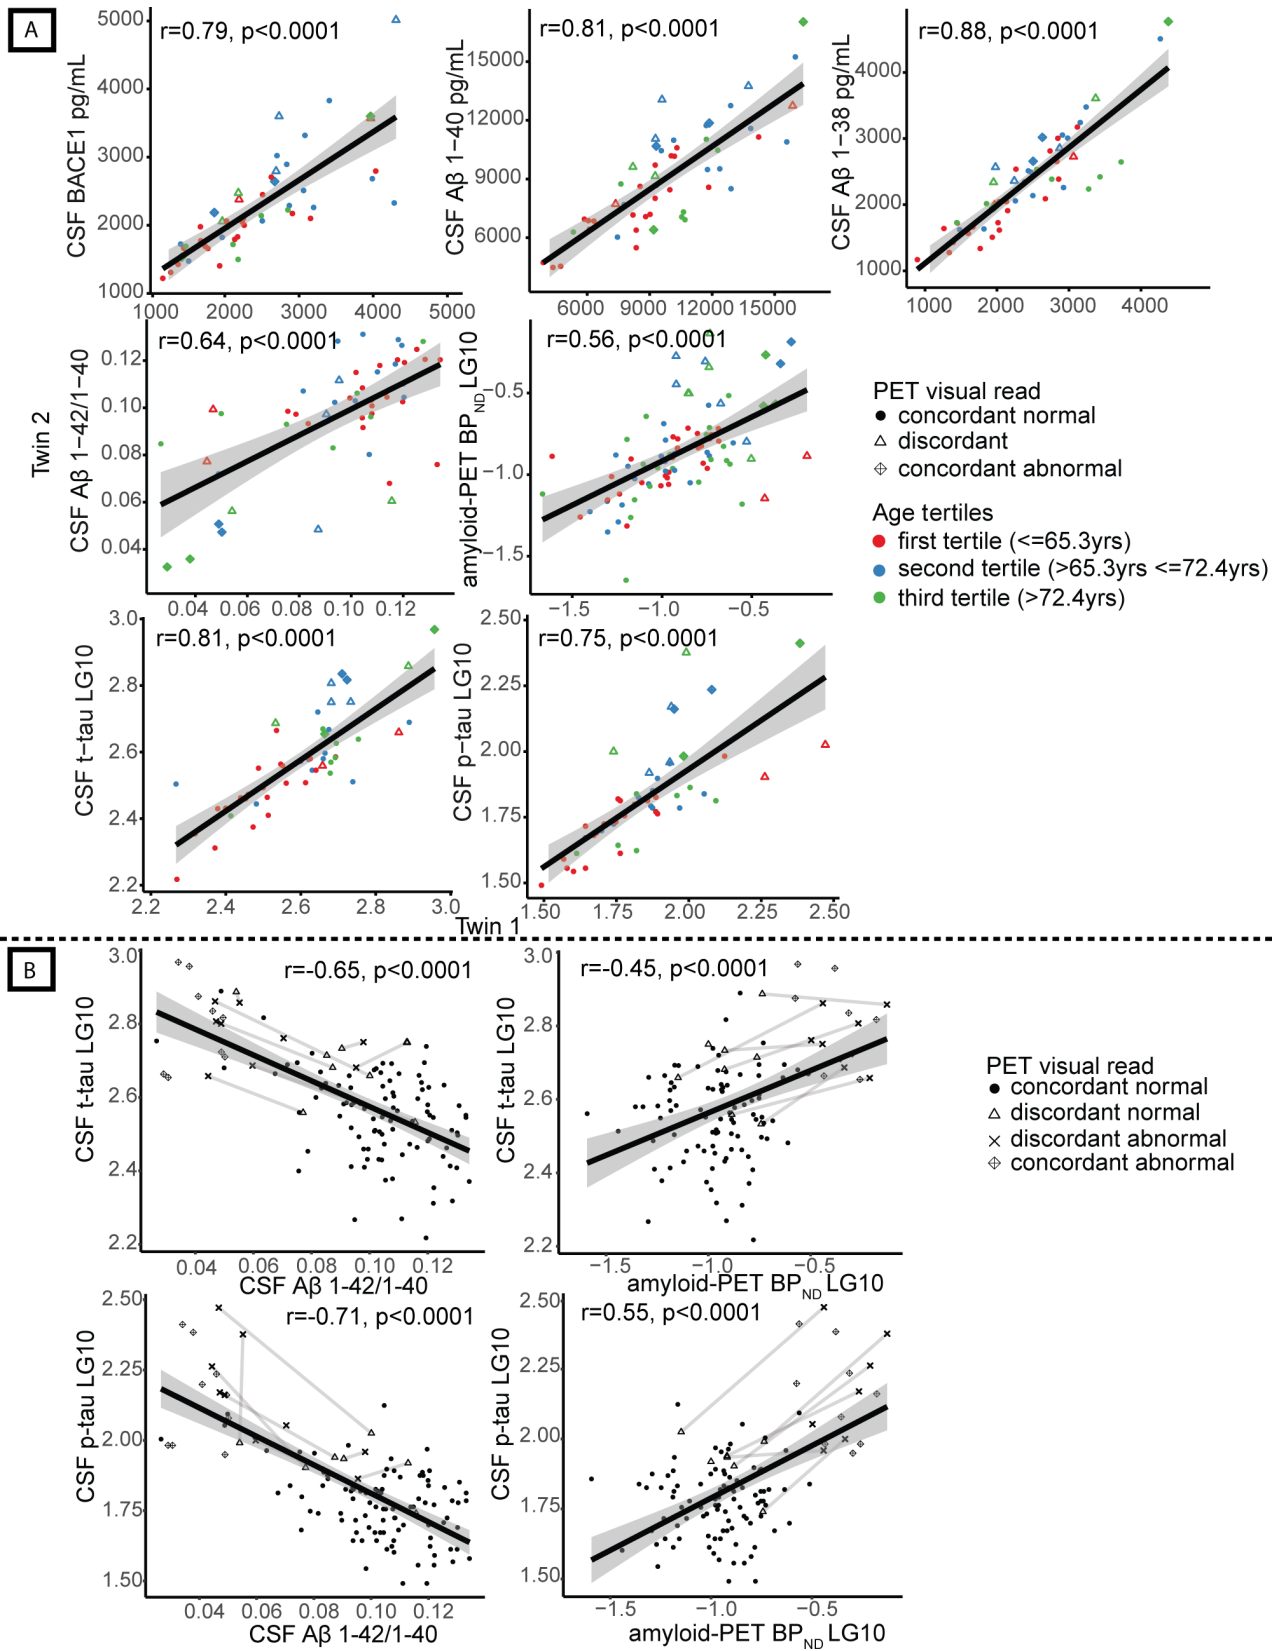 A
r=0.79, p<0.0001
CSF BACE1 pg/mL
5000
4000
3000
2000
1000
1000 2000 3000 4000 5000
r=0.81, p<0.0001
CSF Aβ 1−40 pg/mL
15000
12000
9000
6000
6000 9000 12000 15000
r=0.88, p<0.0001
CSF Aβ 1−38 pg/mL
4000
3000
2000
1000
1000 2000 3000 4000
Twin 2
r=0.64, p<0.0001
CSF Aβ 1−42/1−40
0.12
0.10
0.08
0.06
0.04
0.04 0.06 0.08 0.10 0.12
r=0.56, p<0.0001
amyloid-PET BPND LG10
−0.5
−1.0
−1.5
−1.5 −1.0 −0.5
PET visual read
concordant normal
discordant
concordant abnormal
Age tertiles
first tertile (<=65.3yrs)
second tertile (>65.3yrs <=72.4yrs)
third tertile (>72.4yrs)
r=0.81, p<0.0001
CSF t−tau LG10
3.0
2.8
2.6
2.4
2.2
2.2 2.4 2.6 2.8 3.0
r=0.75, p<0.0001
CSF p−tau LG10
2.50
2.25
2.00
1.75
1.50
1.50 1.75 2.00 2.25 2.50
Twin 1
B
r=-0.65, p<0.0001
CSF t-tau LG10
3.0
2.8
2.6
2.4
2.2
0.04 0.06 0.08 0.10 0.12
CSF Aβ 1-42/1-40
r=-0.45, p<0.0001
CSF t-tau LG10
3.0
2.8
2.6
2.4
2.2
−1.5 −1.0 −0.5
amyloid-PET BPND LG10
PET visual read
concordant normal
discordant normal
discordant abnormal
concordant abnormal
r=-0.71, p<0.0001
CSF p-tau LG10
2.50
2.25
2.00
1.75
1.50
0.04 0.06 0.08 0.10 0.12
CSF Aβ 1-42/1-40
r=0.55, p<0.0001
CSF p-tau LG10
2.50
2.25
2.00
1.75
1.50
−1.5 −1.0 −0.5
amyloid-PET BPND LG10